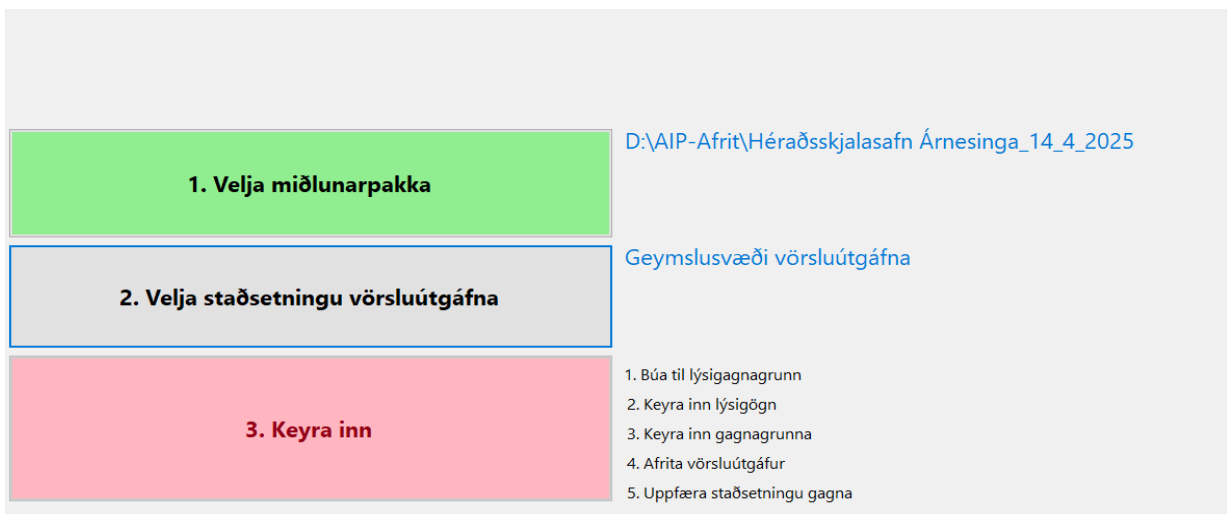 1. Velja miðlunarpakka
D:\AIP-Afrit\Héraðsskjalasafn Árnesinga_14_4_2025
2. Velja staðsetningu vörsluútgáfna
Geymslusvæði vörsluútgáfna
3. Keyra inn
1. Búa til lýsigagnagrunn
2. Keyra inn lýsigögn
3. Keyra inn gagnagrunna
4. Afrita vörsluútgáfur
5. Uppfæra staðsetningu gagna